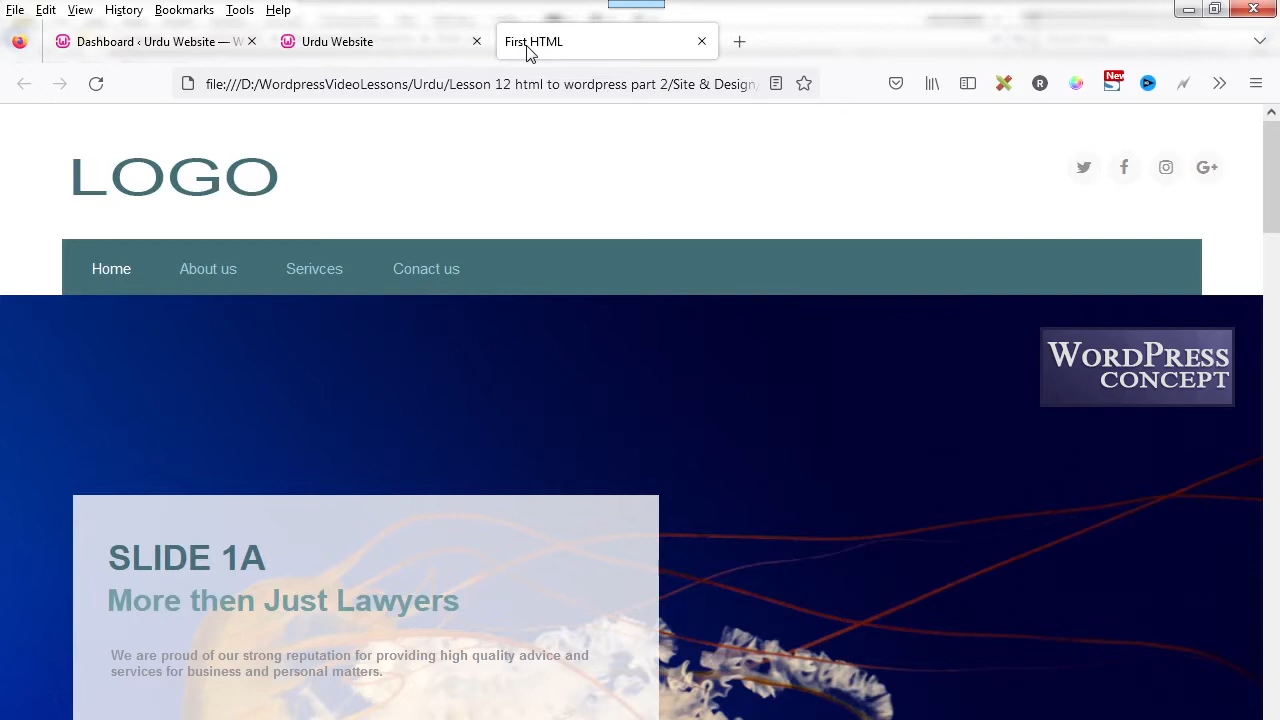 File Edit View History Bookmarks Tools Help
Dashboard ‹ Urdu Website — W
Urdu Website
First HTML
file:///D:/WordpressVideoLessons/Urdu/Lesson 12 html to wordpress part 2/Site & Design/
New
LOGO
Home About us Serivces Conact us
WORDPRESS
CONCEPT
SLIDE 1A
More then Just Lawyers
We are proud of our strong reputation for providing high quality advice and
services for business and personal matters.